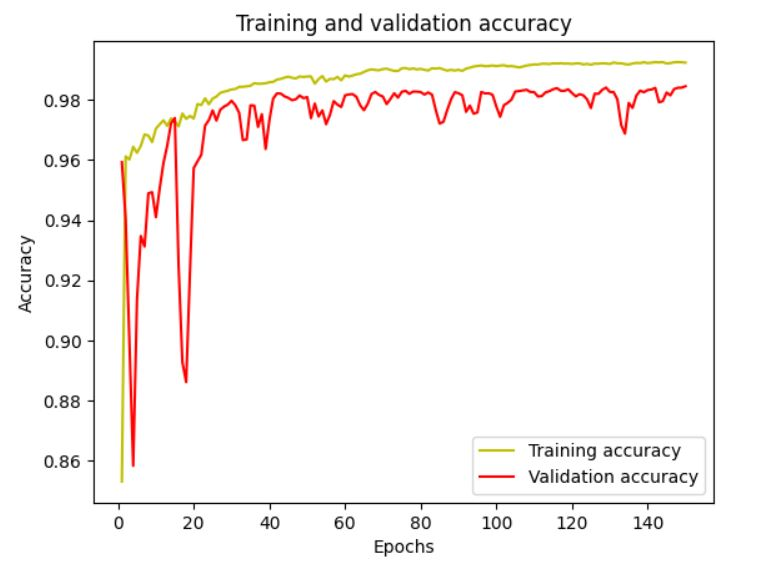 Training and validation accuracy
0.98
0.96
0.94
0.92
0.90
0.88
0.86
Accuracy
Training accuracy
Validation accuracy
0 20 40 60 80 100 120 140
Epochs